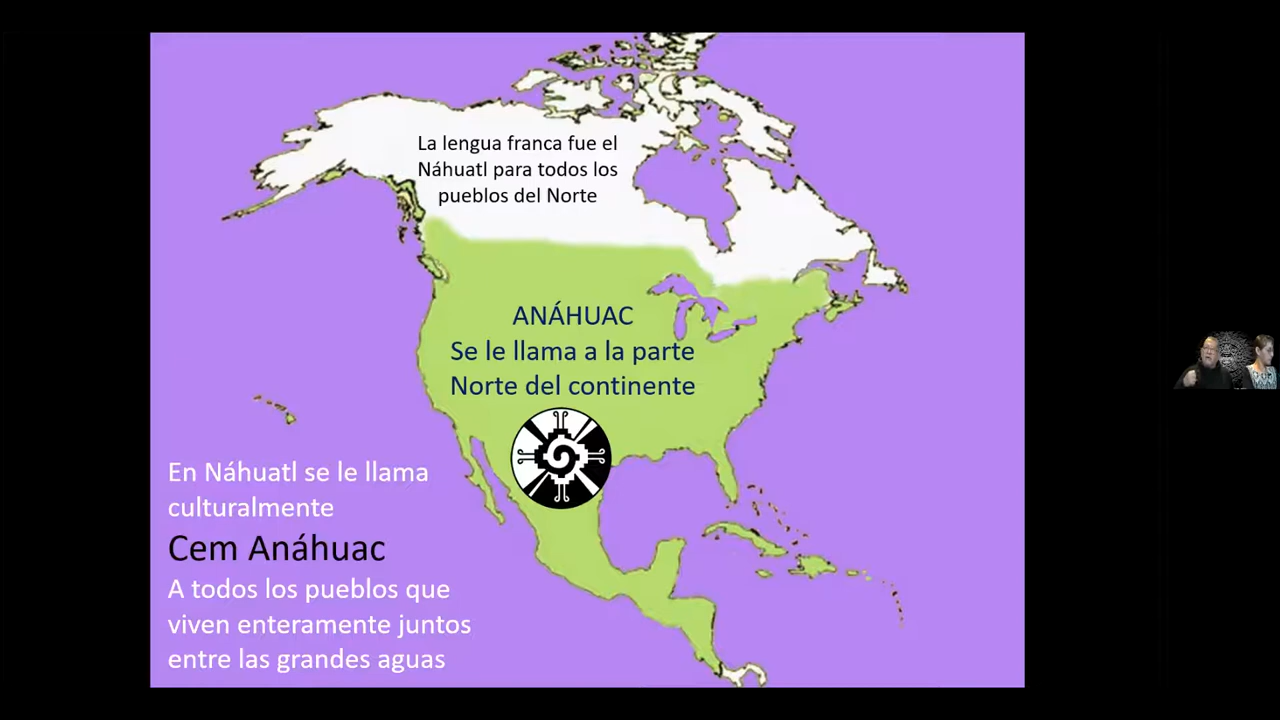 La lengua franca fue el
Náhuatl para todos los
pueblos del Norte
ANÁHUAC
Se le llama a la parte
Norte del continente
En Náhuatl se le llama
culturalmente
Cem Anáhuac
A todos los pueblos que
viven enteramente juntos
entre las grandes aguas